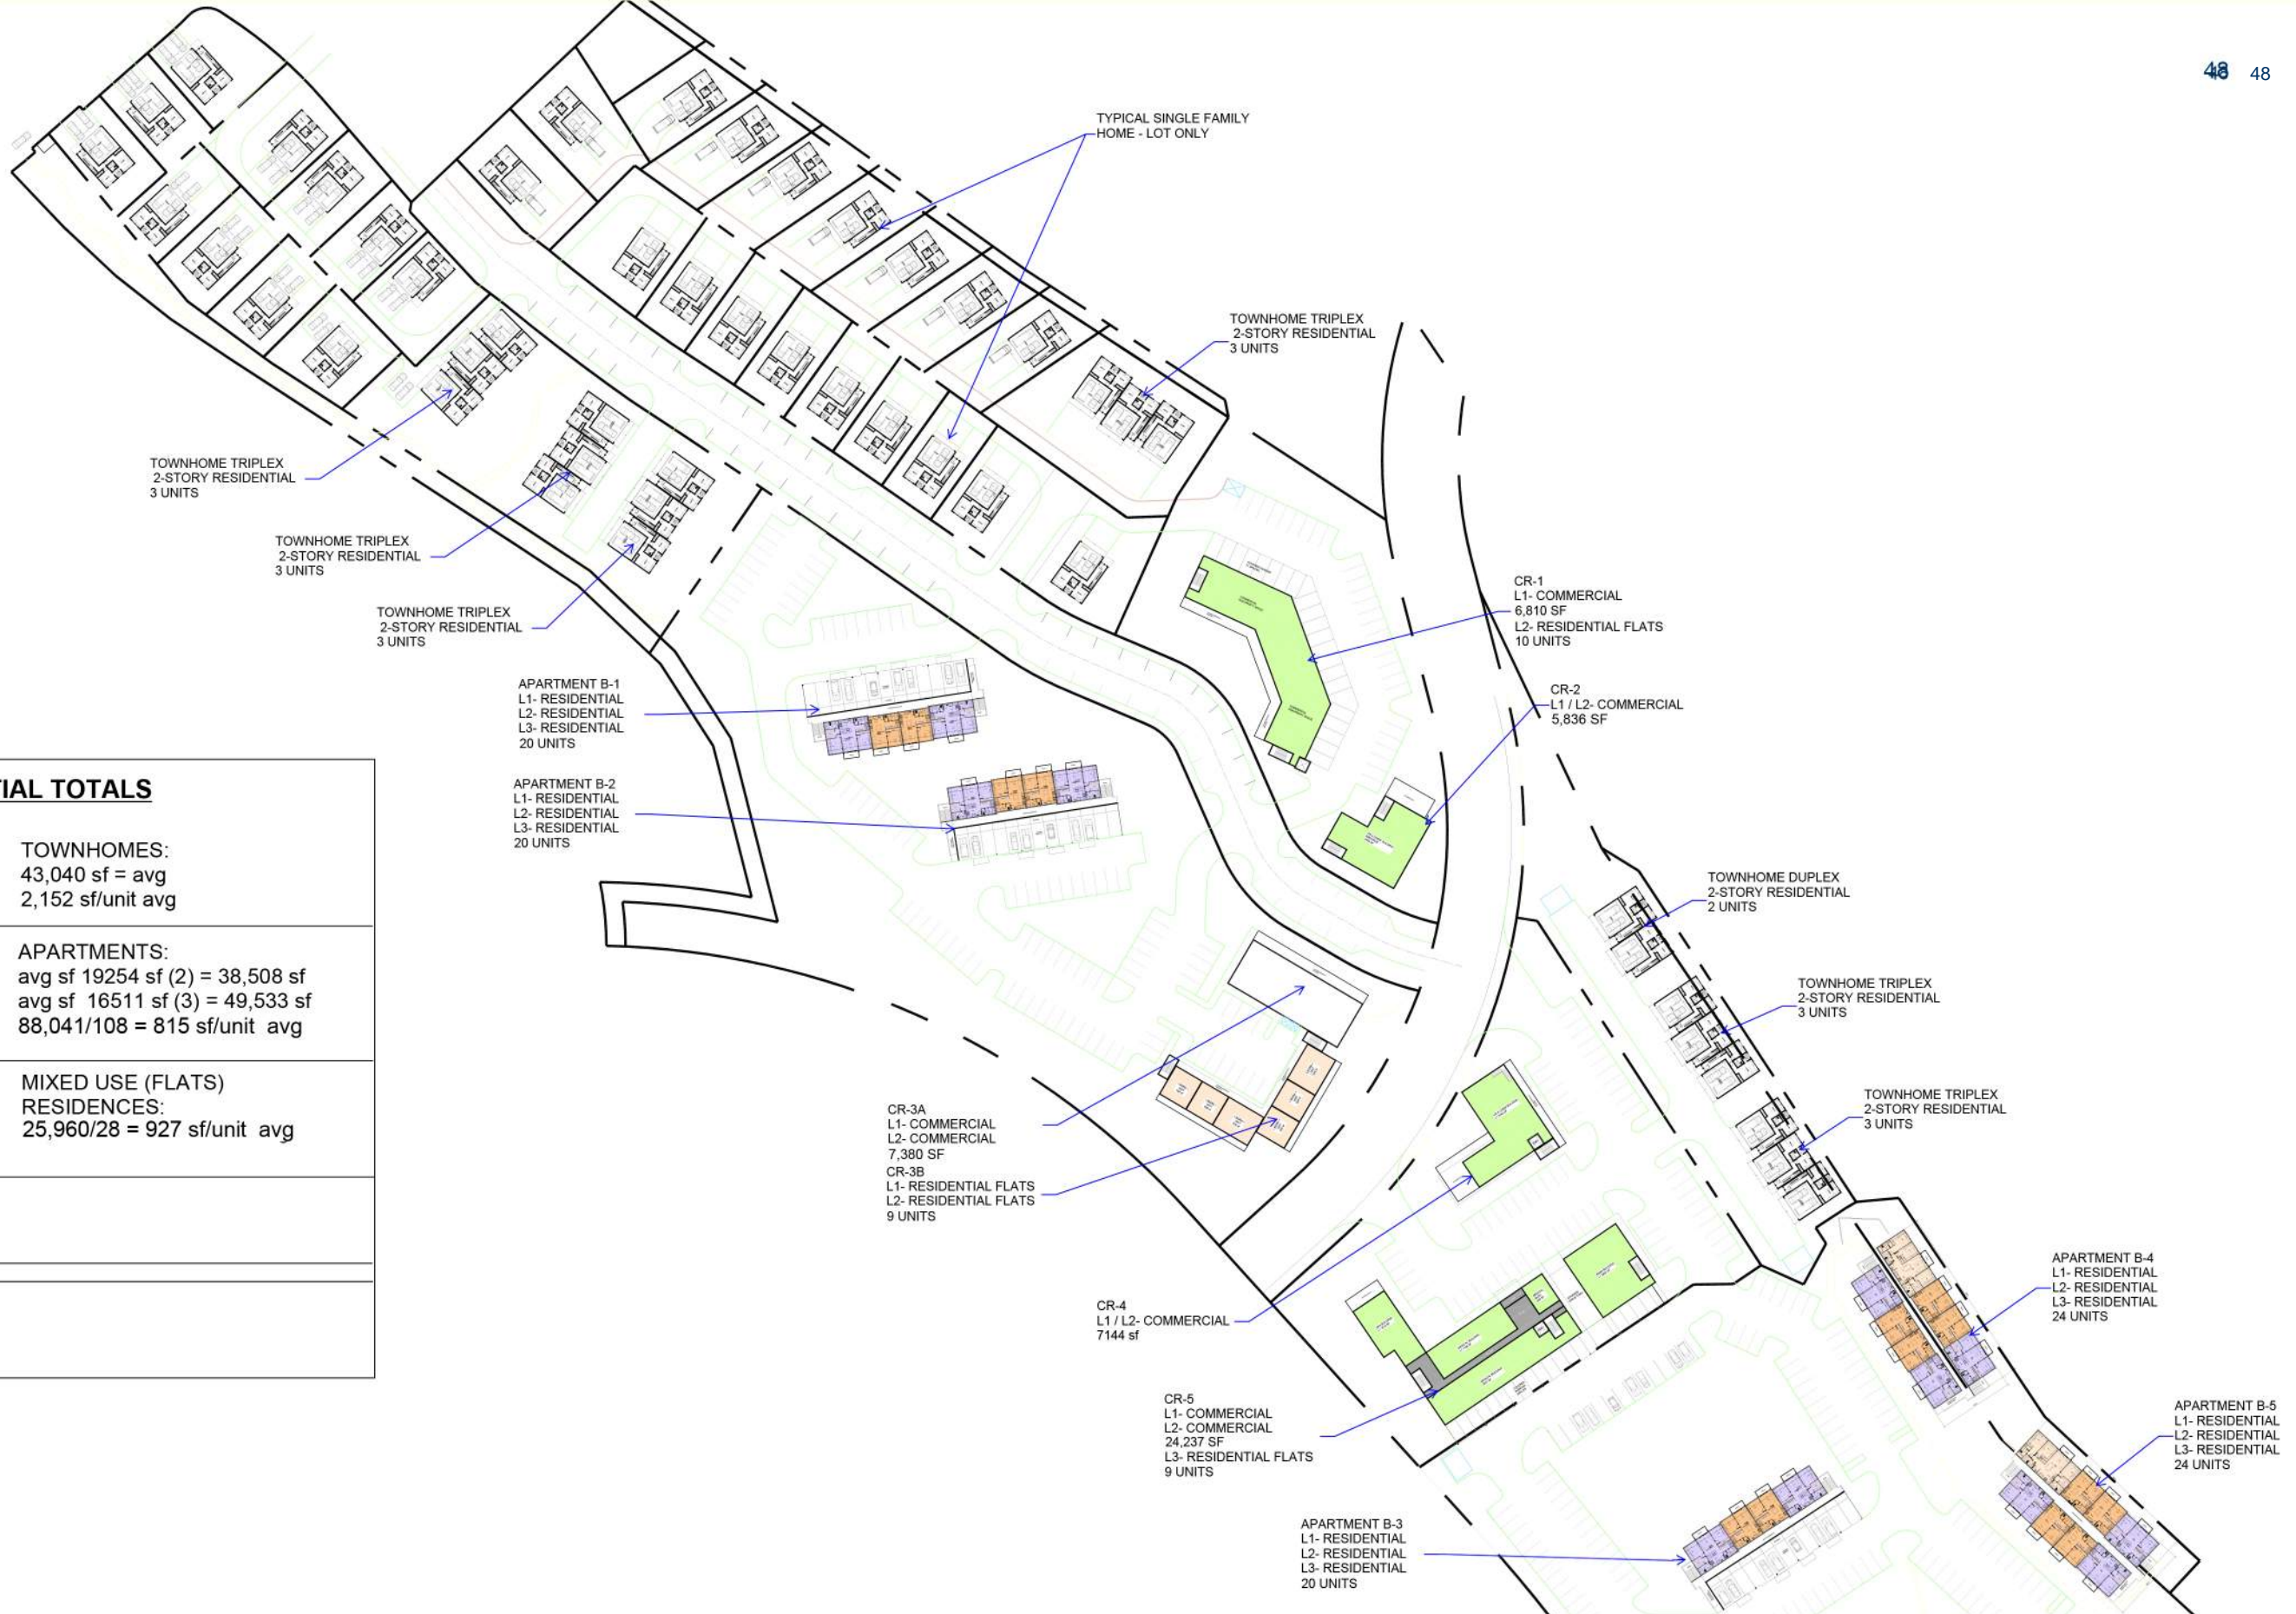 48 48
TYPICAL SINGLE FAMILY
HOME - LOT ONLY
TOWNHOME TRIPLEX
2-STORY RESIDENTIAL
3 UNITS
TOWNHOME TRIPLEX
2-STORY RESIDENTIAL
3 UNITS
TOWNHOME TRIPLEX
2-STORY RESIDENTIAL
3 UNITS
TOWNHOME TRIPLEX
2-STORY RESIDENTIAL
3 UNITS
CR-1
L1- COMMERCIAL
6,810 SF
L2- RESIDENTIAL FLATS
10 UNITS
CR-2
L1 / L2- COMMERCIAL
5,836 SF
APARTMENT B-1
L1- RESIDENTIAL
L2- RESIDENTIAL
L3- RESIDENTIAL
20 UNITS
APARTMENT B-2
L1- RESIDENTIAL
L2- RESIDENTIAL
L3- RESIDENTIAL
20 UNITS
TIAL TOTALS
TOWNHOMES:
43,040 sf = avg
2,152 sf/unit avg
APARTMENTS:
avg sf 19254 sf (2) = 38,508 sf
avg sf 16511 sf (3) = 49,533 sf
88,041/108 = 815 sf/unit avg
MIXED USE (FLATS)
RESIDENCES:
25,960/28 = 927 sf/unit avg
TOWNHOME DUPLEX
2-STORY RESIDENTIAL
2 UNITS
TOWNHOME TRIPLEX
2-STORY RESIDENTIAL
3 UNITS
TOWNHOME TRIPLEX
2-STORY RESIDENTIAL
3 UNITS
CR-3A
L1- COMMERCIAL
L2- COMMERCIAL
7,380 SF
CR-3B
L1- RESIDENTIAL FLATS
L2- RESIDENTIAL FLATS
9 UNITS
CR-4
L1 / L2- COMMERCIAL
7144 sf
CR-5
L1- COMMERCIAL
L2- COMMERCIAL
24,237 SF
L3- RESIDENTIAL FLATS
9 UNITS
APARTMENT B-4
L1- RESIDENTIAL
L2- RESIDENTIAL
L3- RESIDENTIAL
24 UNITS
APARTMENT B-5
L1- RESIDENTIAL
L2- RESIDENTIAL
L3- RESIDENTIAL
24 UNITS
APARTMENT B-3
L1- RESIDENTIAL
L2- RESIDENTIAL
L3- RESIDENTIAL
20 UNITS